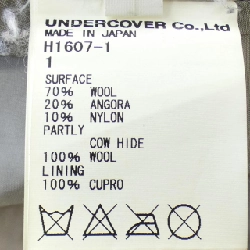 UNDERCOVER Co.,Ltd
MADE IN JAPAN
H1607-1
1
SURFACE
70% WOOL
20% ANGORA
10% NYLON
PARTLY
COW HIDE
100% WOOL
LINING
100% CUPRO